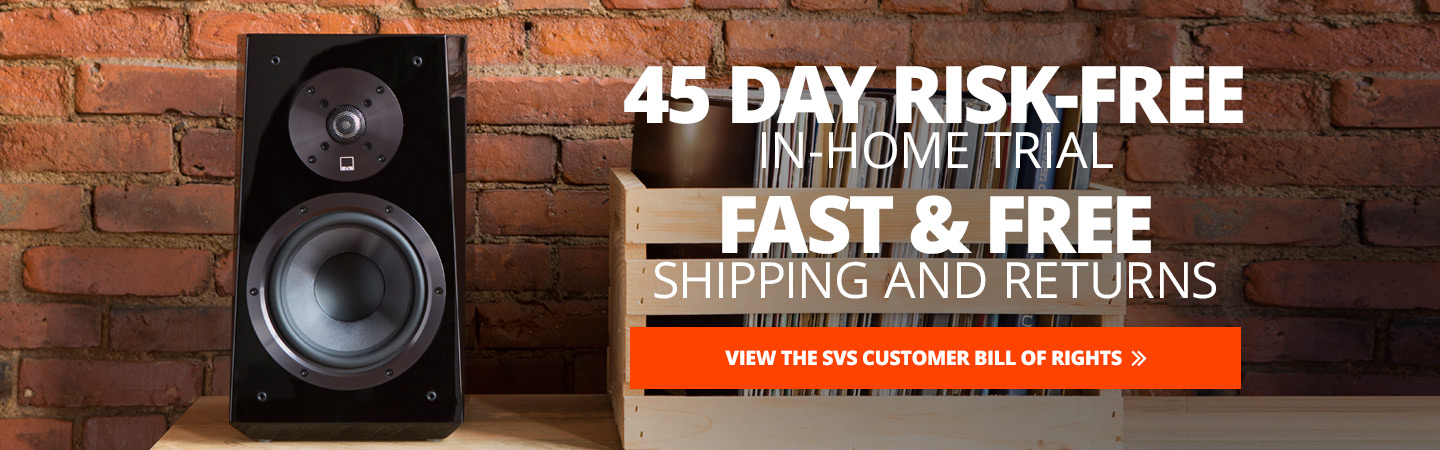 45 DAY RISK-FREE
IN-HOME TRIAL
FAST & FREE
SHIPPING AND RETURNS
VIEW THE SVS CUSTOMER BILL OF RIGHTS »
SVS